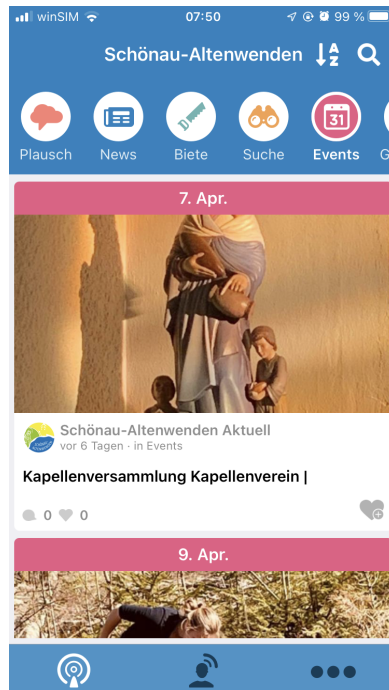 winSIM
07:50
99 %
Schönau-Altenwenden
A
Z
Plausch
News
Biete
Suche
31
Events
G
7. Apr.
Schönau-Altenwenden Aktuell
vor 6 Tagen · in Events
Kapellenversammlung Kapellenverein |
0
0
9. Apr.